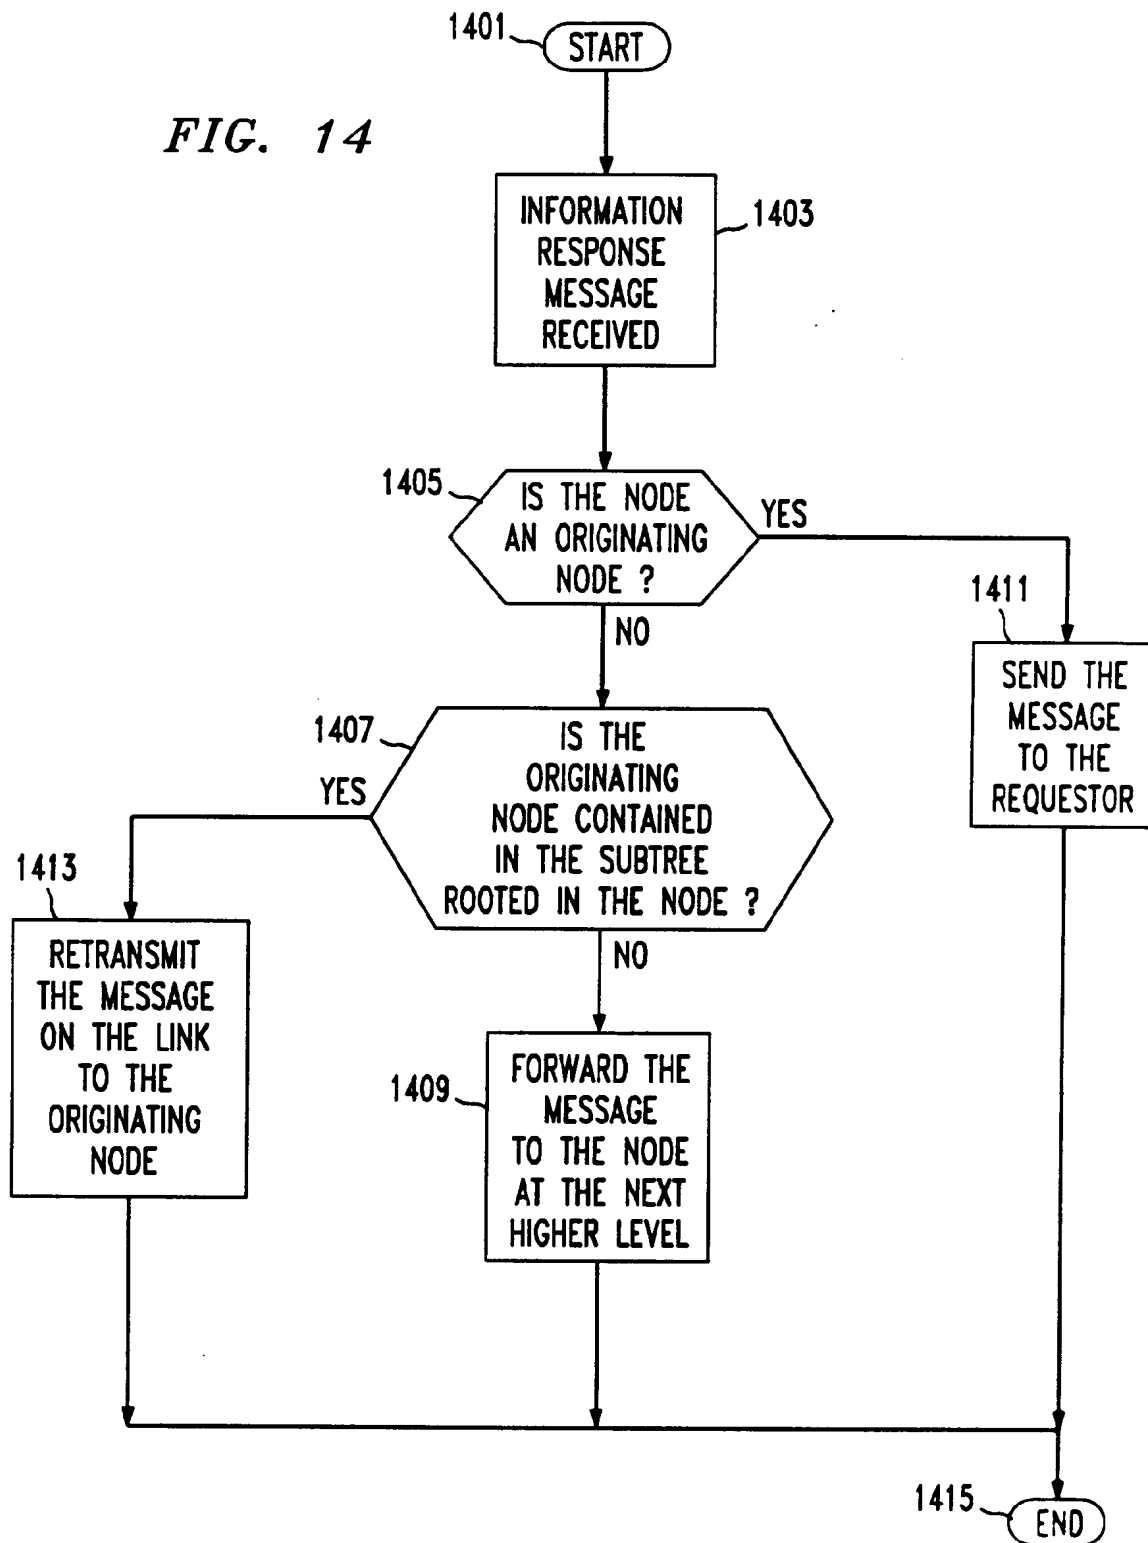 1401
START
FIG. 14
INFORMATION
RESPONSE
MESSAGE
RECEIVED
1403
1405
IS THE NODE
AN ORIGINATING
NODE ?
YES
NO
1411
SEND THE
MESSAGE
TO THE
REQUESTOR
1407
IS THE
ORIGINATING
NODE CONTAINED
IN THE SUBTREE
ROOTED IN THE NODE ?
YES
NO
1413
RETRANSMIT
THE MESSAGE
ON THE LINK
TO THE
ORIGINATING
NODE
1409
FORWARD THE
MESSAGE
TO THE NODE
AT THE NEXT
HIGHER LEVEL
1415
END